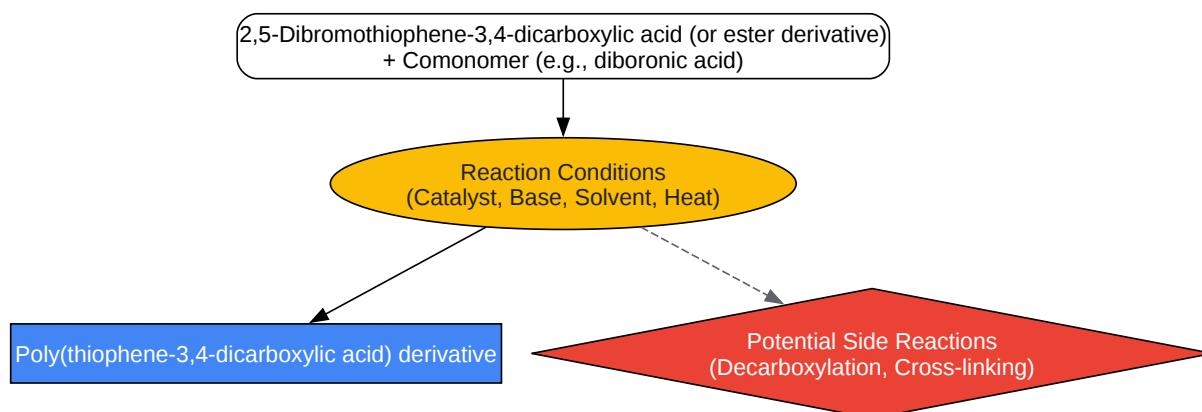 2,5-Dibromothiophene-3,4-dicarboxylic acid (or ester derivative)
+ Comonomer (e.g., diboronic acid)
Reaction Conditions
(Catalyst, Base, Solvent, Heat)
Poly(thiophene-3,4-dicarboxylic acid) derivative
Potential Side Reactions
(Decarboxylation, Cross-linking)